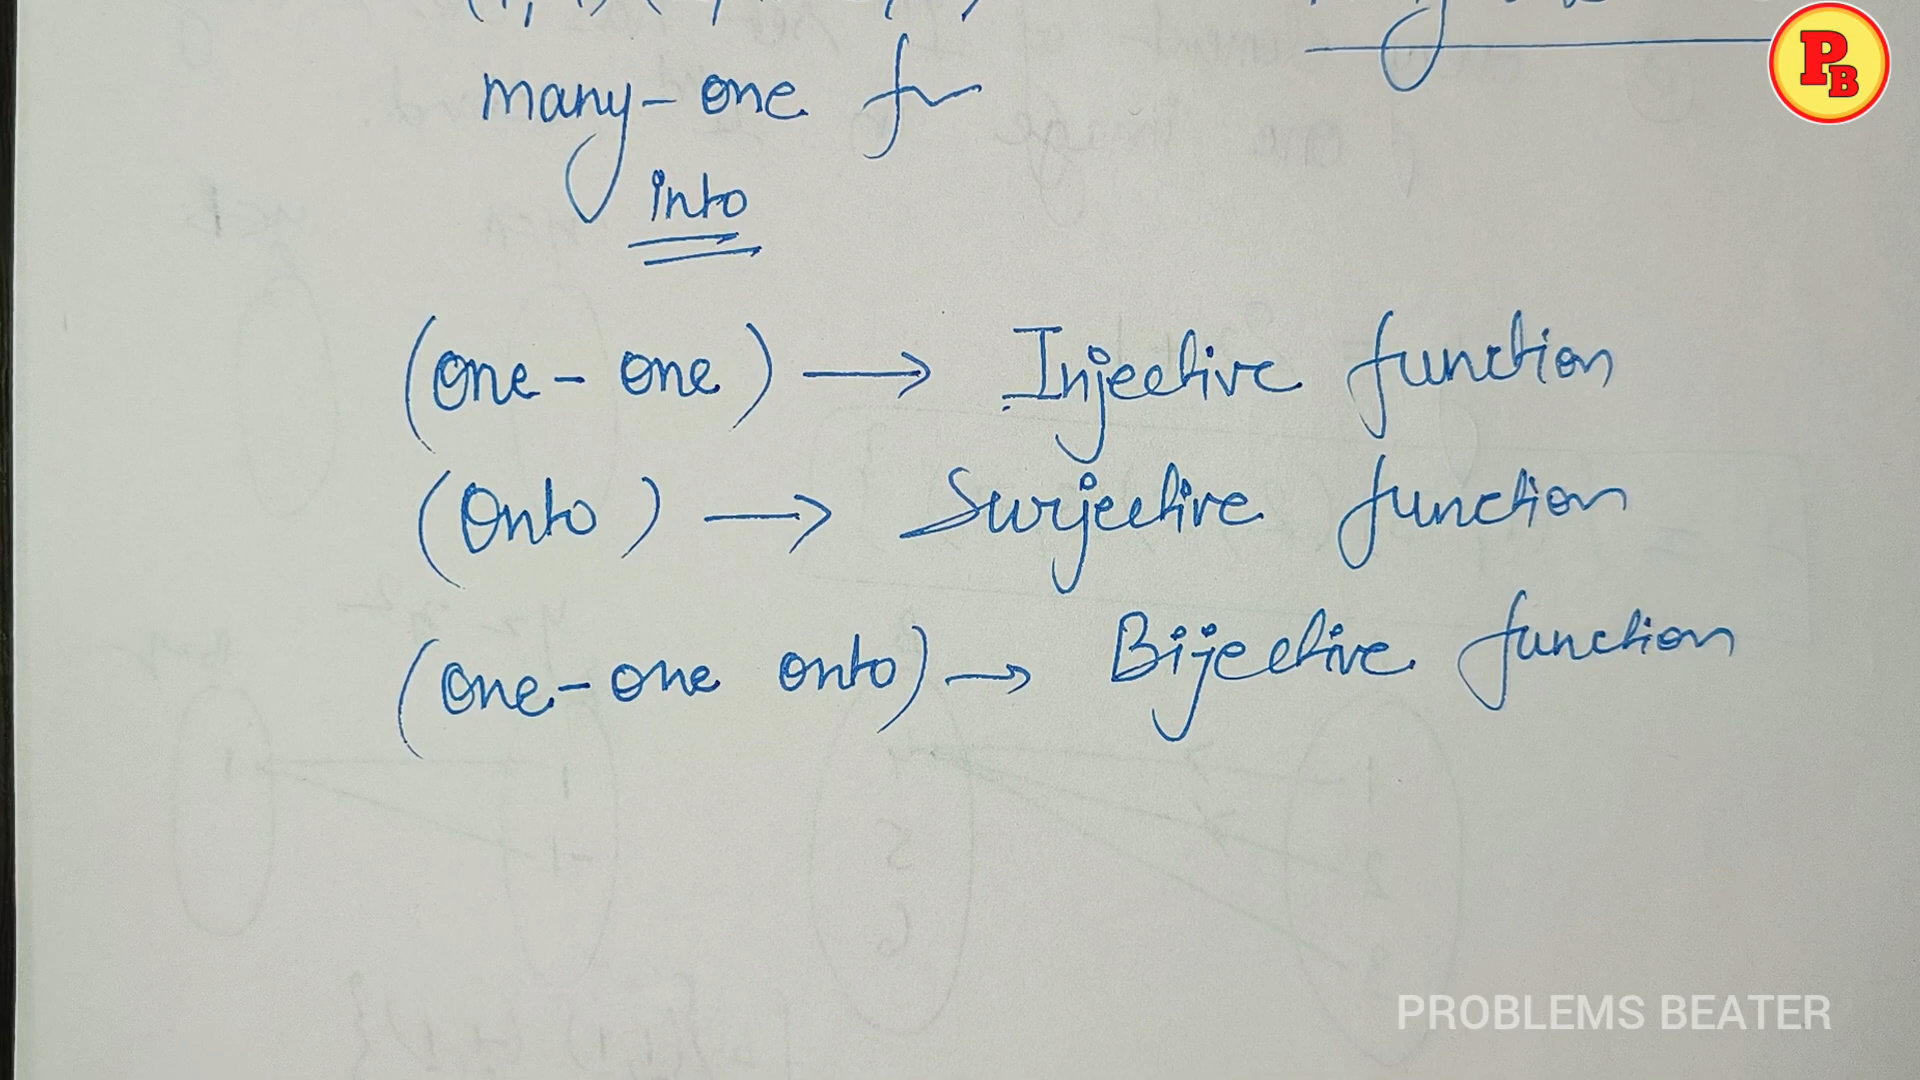 PB
many-one fn
into
(one-one) → Injective function
(Onto) → Surjective function
(one-one onto) → Bijective function
PROBLEMS BEATER